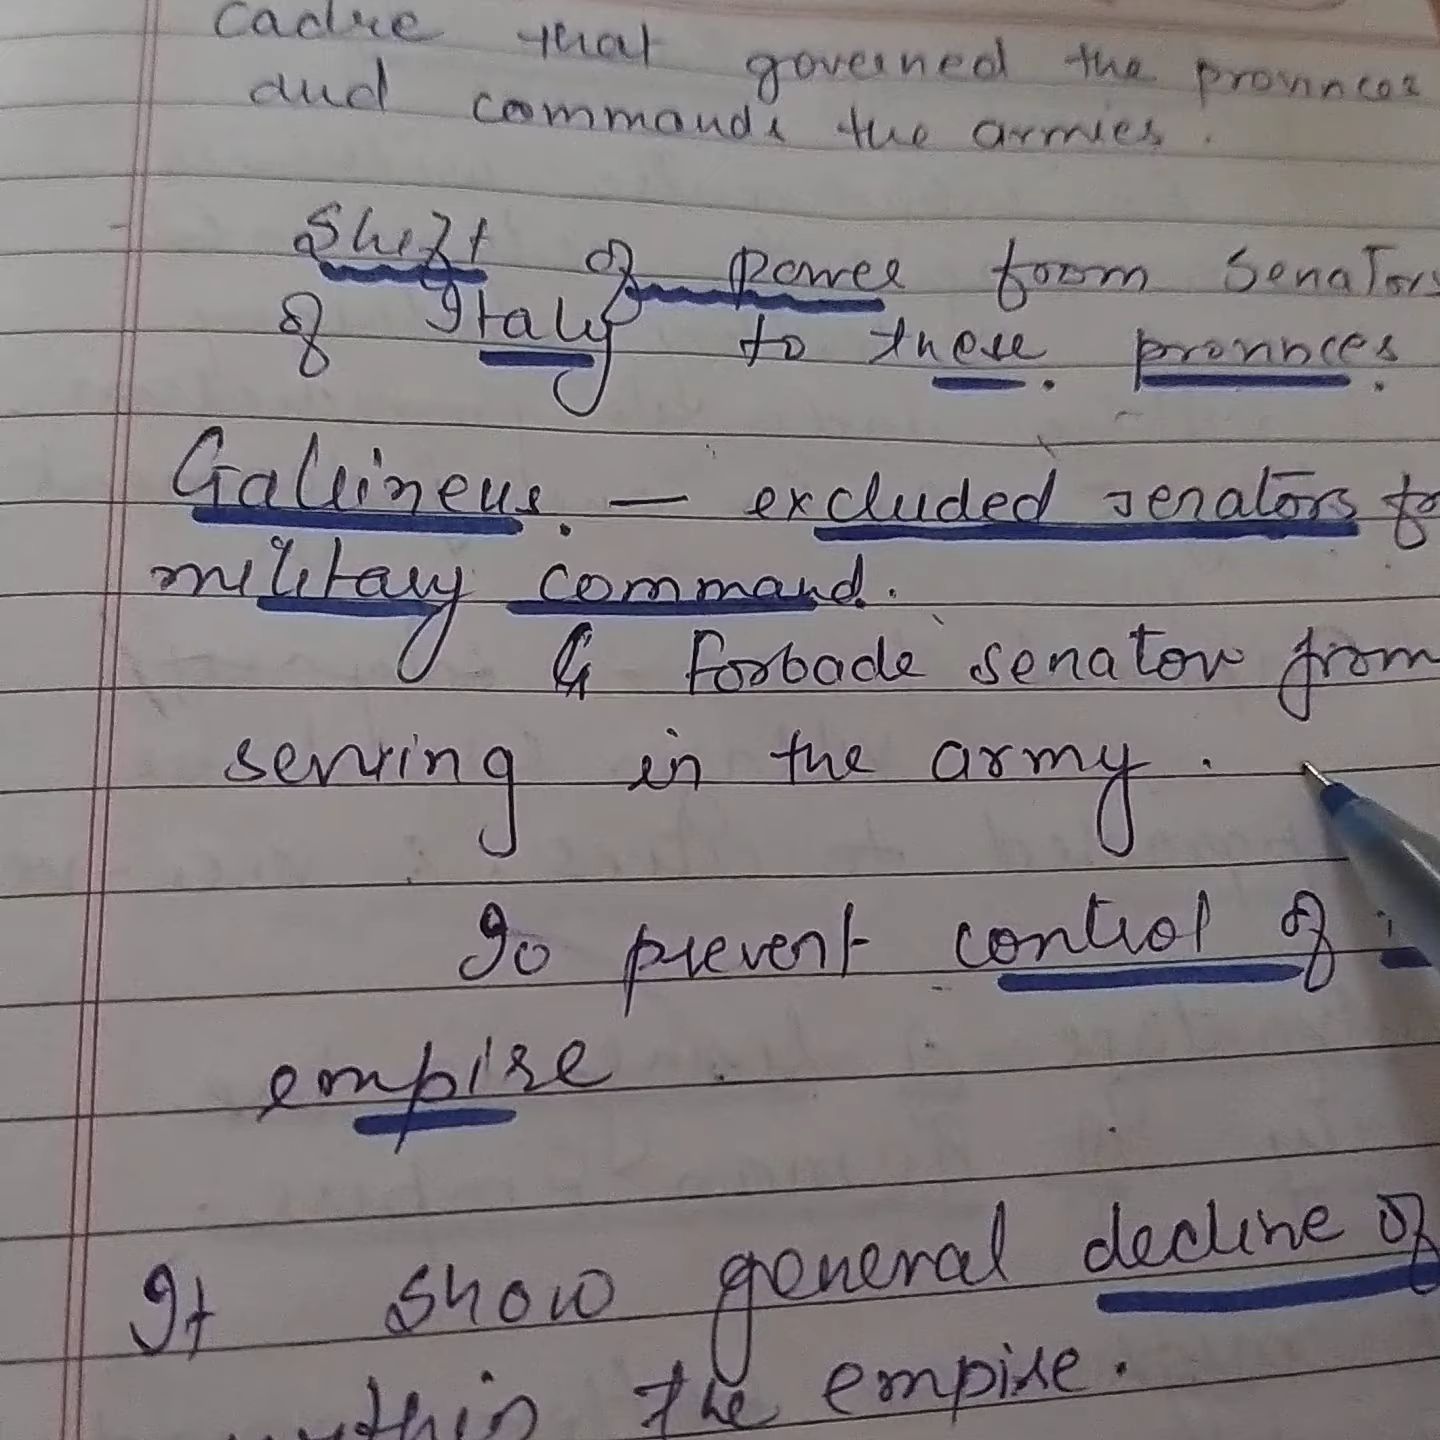 cadre that governed the provinces
and commands the armies.
Shift of power from Senators
of Italy to these provinces.
Gallineus. — excluded senators
military command.
Forbade senator from
serving in the army.
To prevent control of
empire
It show general decline of
within the empire.